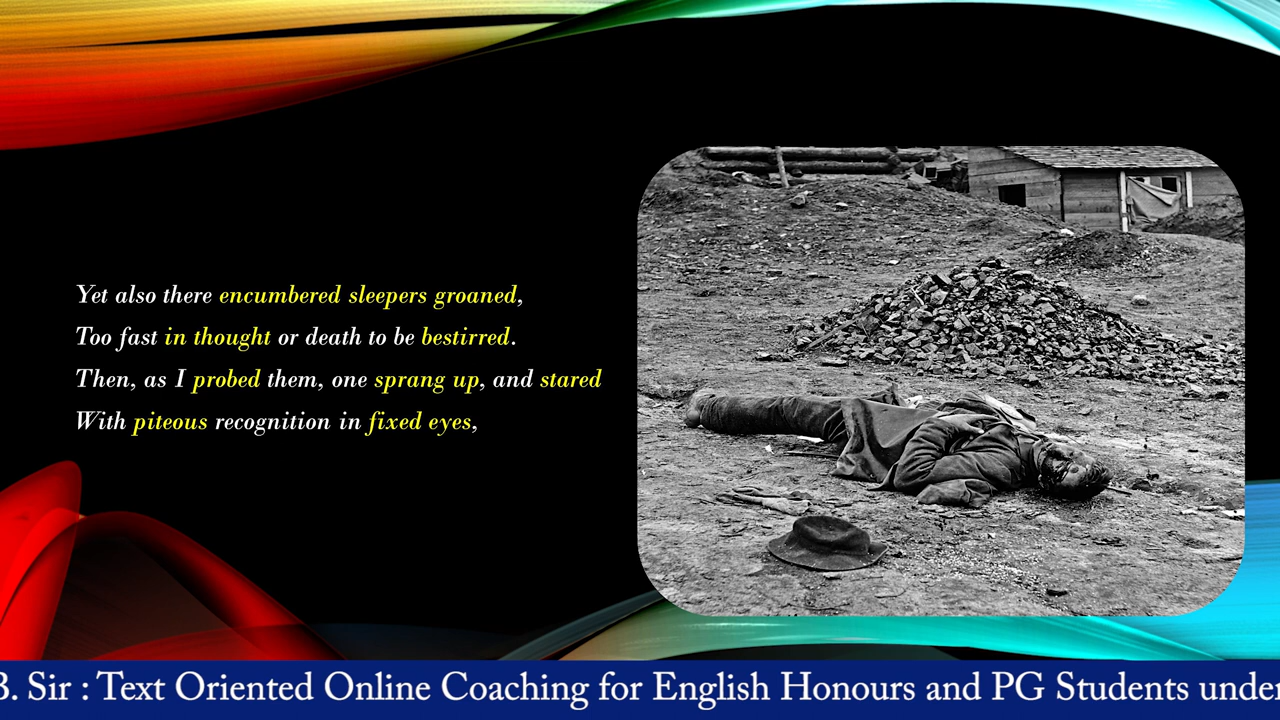 Yet also there encumbered sleepers groaned,
Too fast in thought or death to be bestirred.
Then, as I probed them, one sprang up, and stared
With piteous recognition in fixed eyes,
B. Sir : Text Oriented Online Coaching for English Honours and PG Students under